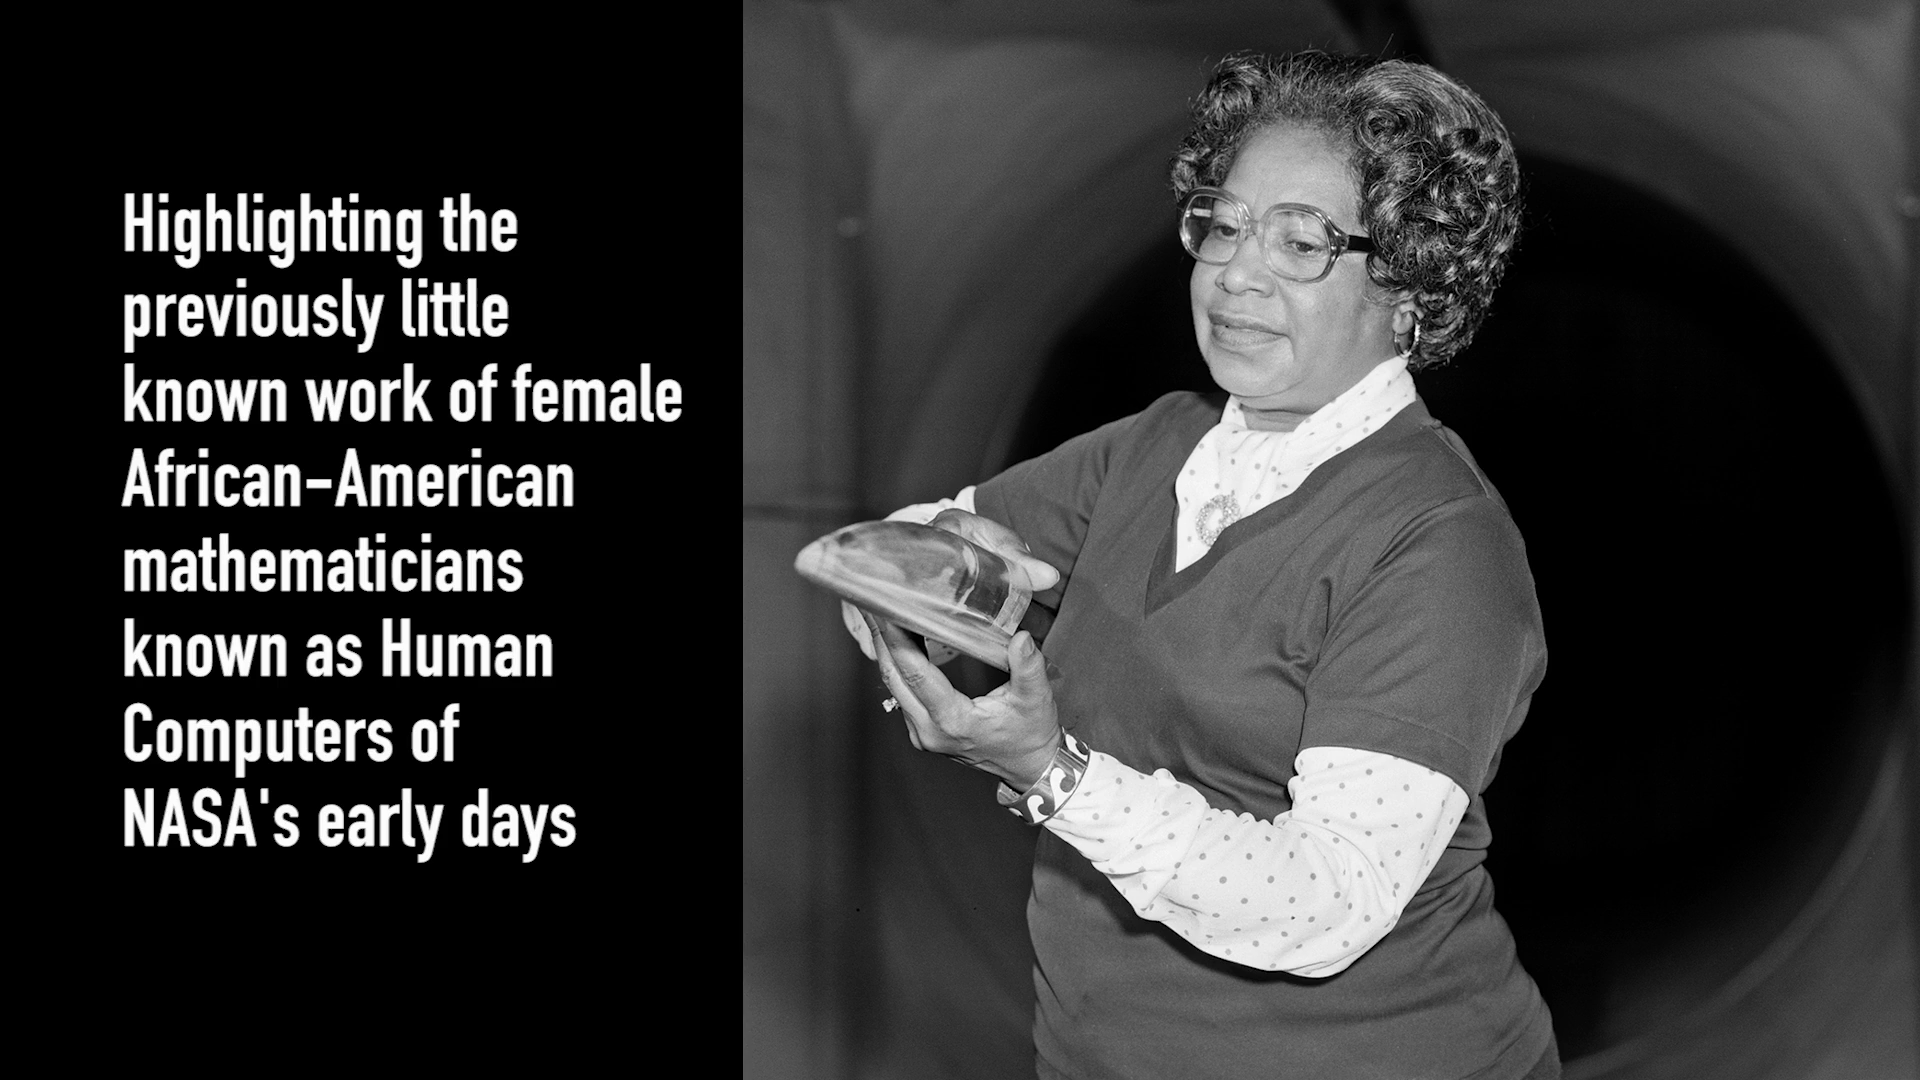 Highlighting the
previously little
known work of female
African-American
mathematicians
known as Human
Computers of
NASA's early days